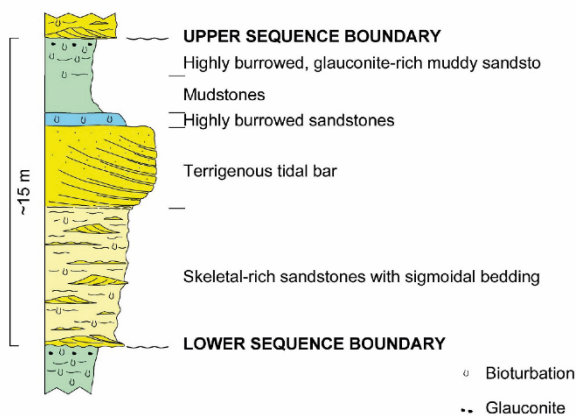 UPPER SEQUENCE BOUNDARY
Highly burrowed, glauconite-rich muddy sandsto
Mudstones
Highly burrowed sandstones
Terrigenous tidal bar
~15 m
Skeletal-rich sandstones with sigmoidal bedding
LOWER SEQUENCE BOUNDARY
Bioturbation
Glauconite